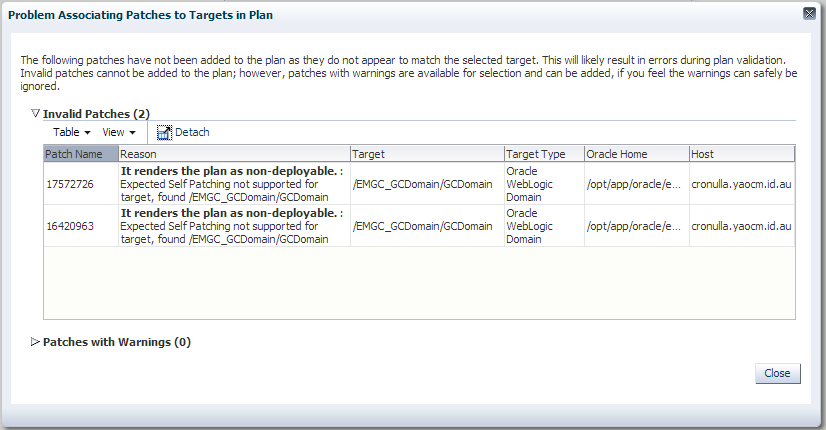 Problem Associating Patches to Targets in Plan
The following patches have not been added to the plan as they do not appear to match the selected target. This will likely result in errors during plan validation.
Invalid patches cannot be added to the plan; however, patches with warnings are available for selection and can be added, if you feel the warnings can safely be
ignored.
Invalid Patches (2)
Table View Detach
Patch Name Reason Target Target Type Oracle Home Host
17572726 It renders the plan as non-deployable. : Expected Self Patching not supported for target, found /EMGC_GCDomain/GCDomain /EMGC_GCDomain/GCDomain Oracle WebLogic Domain /opt/app/oracle/e... cronulla.yaocm.id.au
16420963 It renders the plan as non-deployable. : Expected Self Patching not supported for target, found /EMGC_GCDomain/GCDomain /EMGC_GCDomain/GCDomain Oracle WebLogic Domain /opt/app/oracle/e... cronulla.yaocm.id.au
Patches with Warnings (0)
Close